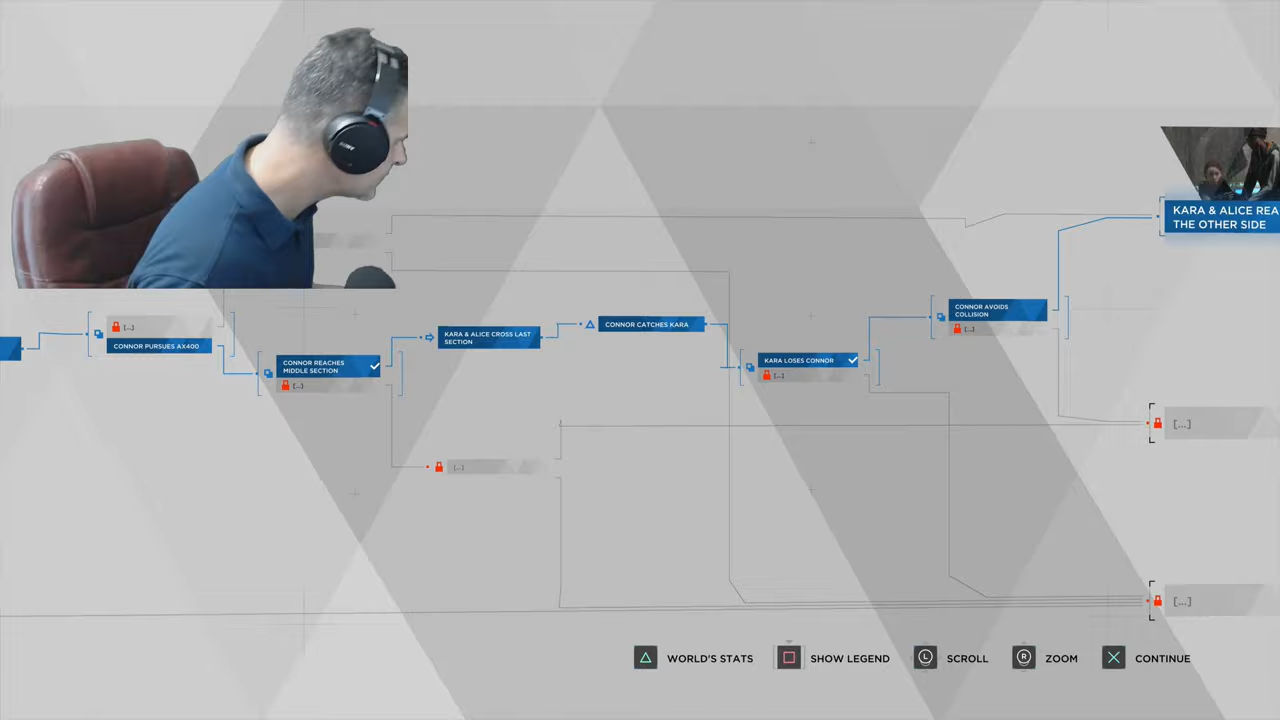 KARA & ALICE REA
THE OTHER SIDE
CONNOR AVOIDS
COLLISION
[...]
CONNOR CATCHES KARA
[...]
CONNOR PURSUES AX400
KARA & ALICE CROSS LAST
SECTION
CONNOR REACHES
MIDDLE SECTION
[...]
KARA LOSES CONNOR
[...]
[...]
[...]
[...]
WORLD'S STATS
SHOW LEGEND
L
SCROLL
R
ZOOM
CONTINUE